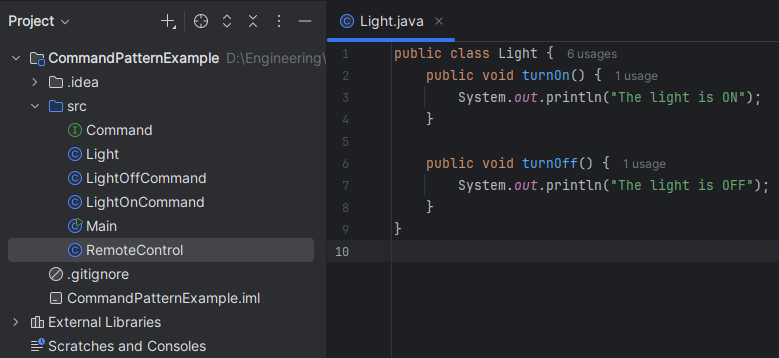 Project
CommandPatternExample D:\Engineering\
.idea
src
Command
Light
LightOffCommand
LightOnCommand
Main
RemoteControl
.gitignore
CommandPatternExample.iml
External Libraries
Scratches and Consoles
Light.java
1 public class Light { 6 usages
2 public void turnOn() { 1 usage
3 System.out.println("The light is ON");
4 }
5
6 public void turnOff() { 1 usage
7 System.out.println("The light is OFF");
8 }
9 }
10